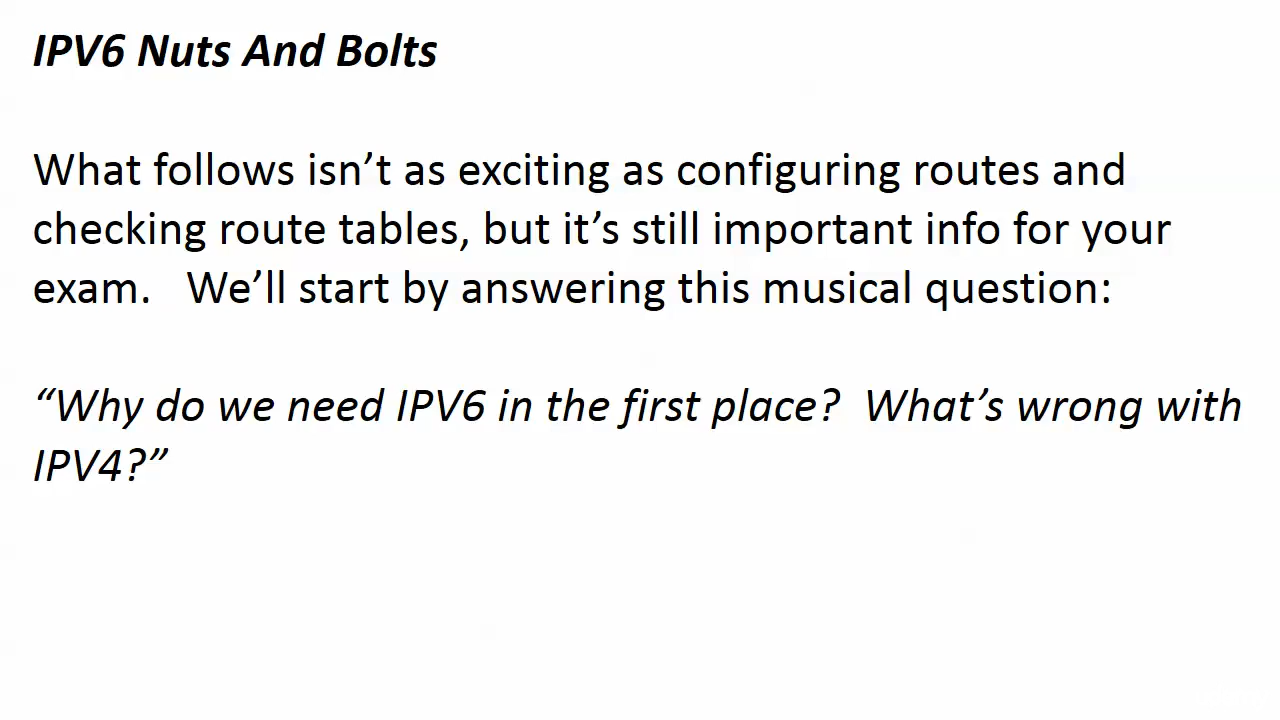 IPV6 Nuts And Bolts
What follows isn’t as exciting as configuring routes and
checking route tables, but it’s still important info for your
exam.   We’ll start by answering this musical question:
“Why do we need IPV6 in the first place?  What’s wrong with
IPV4?”